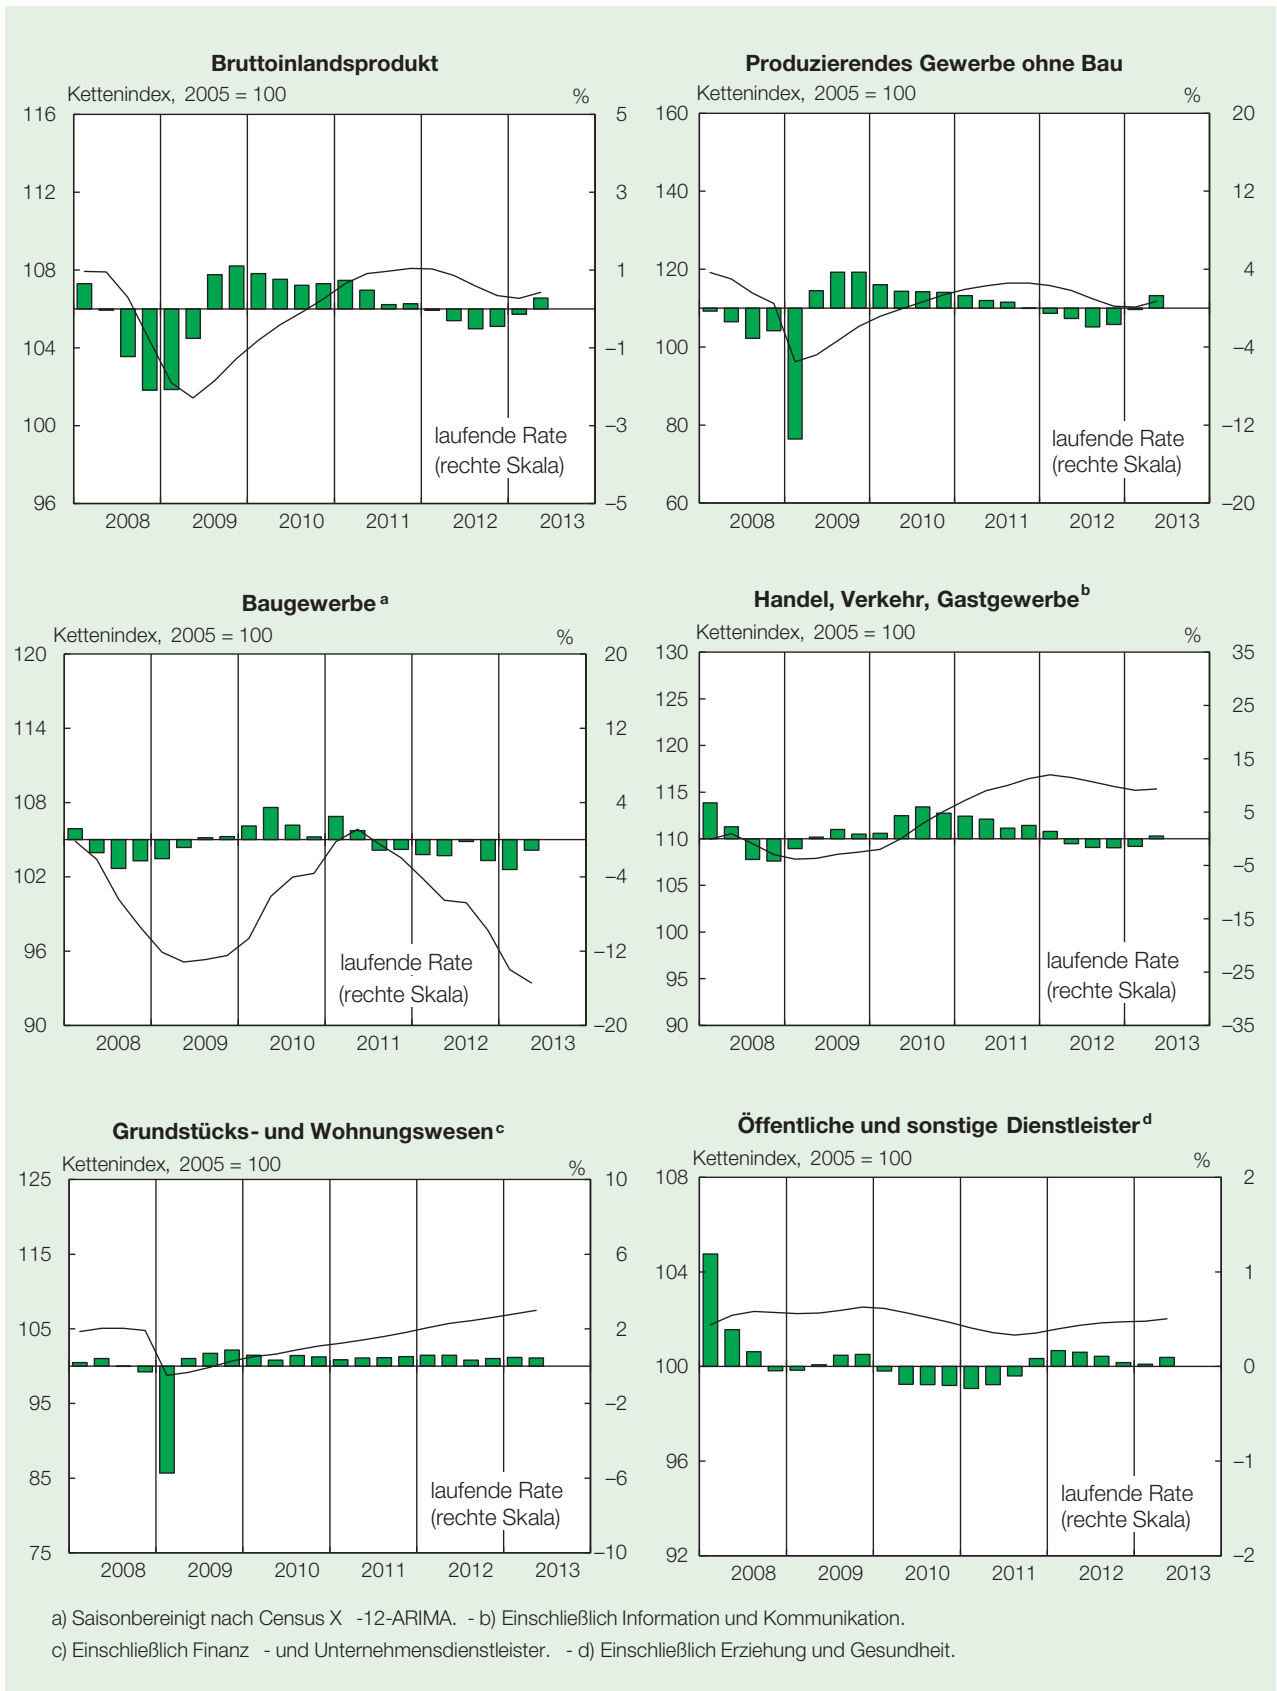 Bruttoinlandsprodukt
Kettenindex, 2005 = 100 %
116 5
112 3
108 1
104 –1
100 –3
96 –5
laufende Rate
(rechte Skala)
2008 2009 2010 2011 2012 2013
Produzierendes Gewerbe ohne Bau
Kettenindex, 2005 = 100 %
160 20
140 12
120 4
100 –4
80 –12
60 –20
laufende Rate
(rechte Skala)
2008 2009 2010 2011 2012 2013
Baugewerbe a
Kettenindex, 2005 = 100 %
120 20
114 12
108 4
102 –4
96 –12
90 –20
laufende Rate
(rechte Skala)
2008 2009 2010 2011 2012 2013
Handel, Verkehr, Gastgewerbe b
Kettenindex, 2005 = 100 %
130 35
125 25
120 15
115 5
110 –5
105 –15
100 –25
95 –35
90
laufende Rate
(rechte Skala)
2008 2009 2010 2011 2012 2013
Grundstücks- und Wohnungswesen c
Kettenindex, 2005 = 100 %
125 10
115 6
105 2
95 –2
85 –6
75 –10
laufende Rate
(rechte Skala)
2008 2009 2010 2011 2012 2013
Öffentliche und sonstige Dienstleister d
Kettenindex, 2005 = 100 %
108 2
104 1
100 0
96 –1
92 –2
laufende Rate
(rechte Skala)
2008 2009 2010 2011 2012 2013
a) Saisonbereinigt nach Census X -12-ARIMA. - b) Einschließlich Information und Kommunikation.
c) Einschließlich Finanz - und Unternehmensdienstleister. - d) Einschließlich Erziehung und Gesundheit.